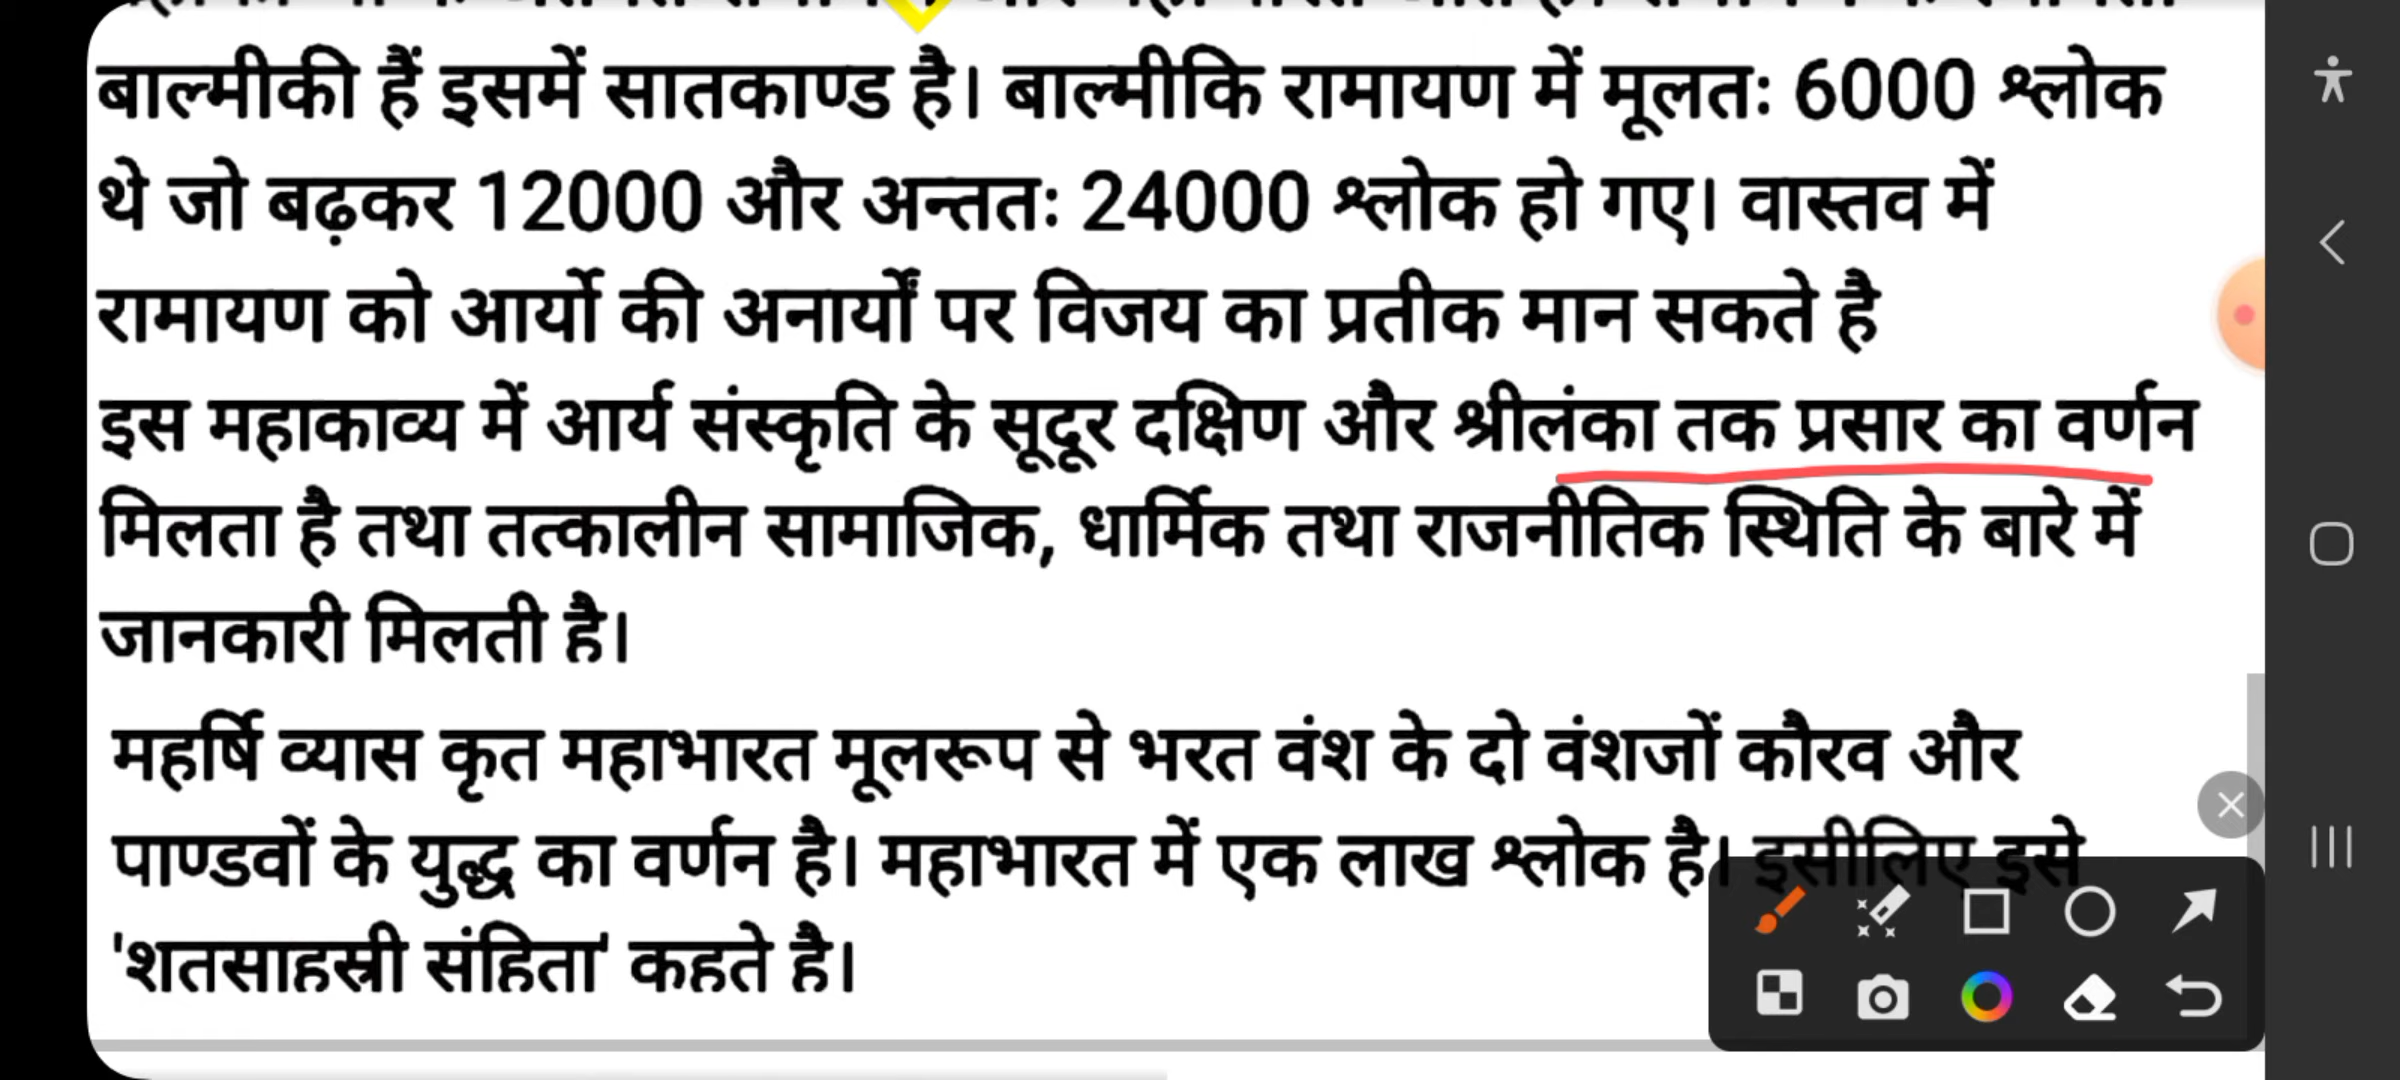 बाल्मीकी हैं इसमें सातकाण्ड है। बाल्मीकि रामायण में मूलतः 6000 श्लोक
थे जो बढ़कर 12000 और अन्ततः 24000 श्लोक हो गए। वास्तव में
रामायण को आर्यो की अनार्यों पर विजय का प्रतीक मान सकते है
इस महाकाव्य में आर्य संस्कृति के सूदूर दक्षिण और श्रीलंका तक प्रसार का वर्णन
मिलता है तथा तत्कालीन सामाजिक, धार्मिक तथा राजनीतिक स्थिति के बारे में
जानकारी मिलती है।
महर्षि व्यास कृत महाभारत मूलरूप से भरत वंश के दो वंशजों कौरव और
पाण्डवों के युद्ध का वर्णन है। महाभारत में एक लाख श्लोक है। इसीलिए इसे
'शतसाहस्री संहिता' कहते है।